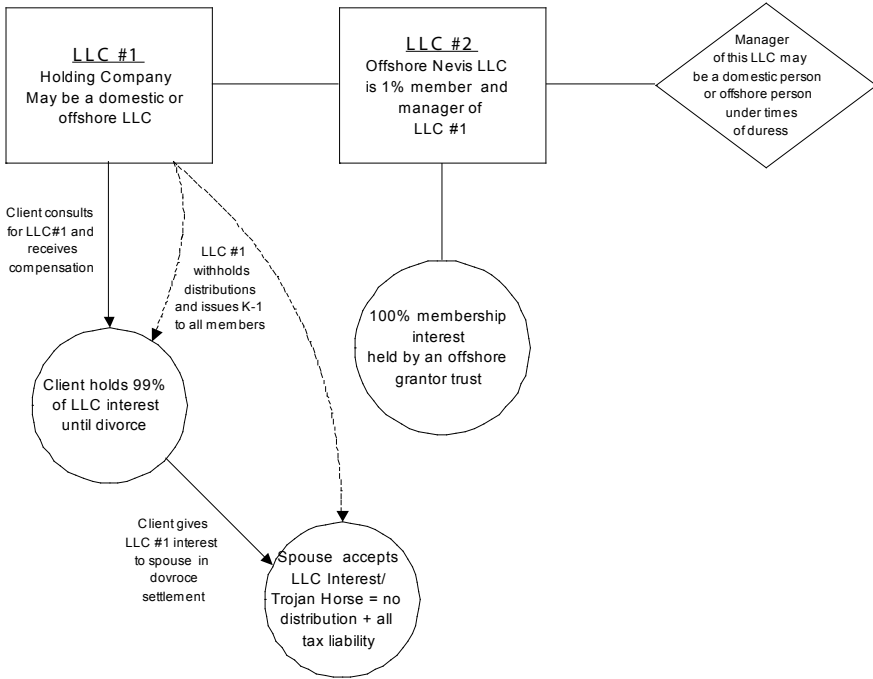 LLC #1
Holding Company
May be a domestic or
offshore LLC
LLC #2
Offshore Nevis LLC
is 1% member and
manager of
LLC #1
Manager
of this LLC may
be a domestic person
or offshore person
under times
of duress
Client consults
for LLC#1 and
receives
compensation
LLC #1
withholds
distributions
and issues K-1
to all members
100% membership
interest
held by an offshore
grantor trust
Client holds 99%
of LLC interest
until divorce
Client gives
LLC #1 interest
to spouse in
dovroce
settlement
Spouse accepts
LLC Interest/
Trojan Horse = no
distribution + all
tax liability